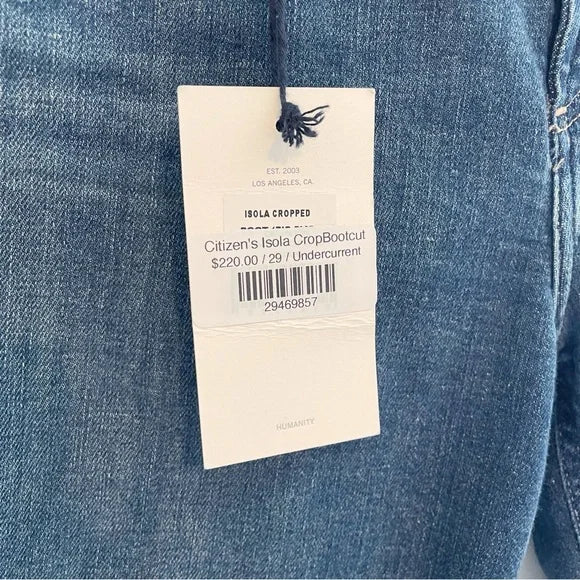 EST. 2003
LOS ANGELES, CA.
ISOLA CROPPED
Citizen's Isola CropBootcut
$220.00 / 29 / Undercurrent
29469857
HUMANITY